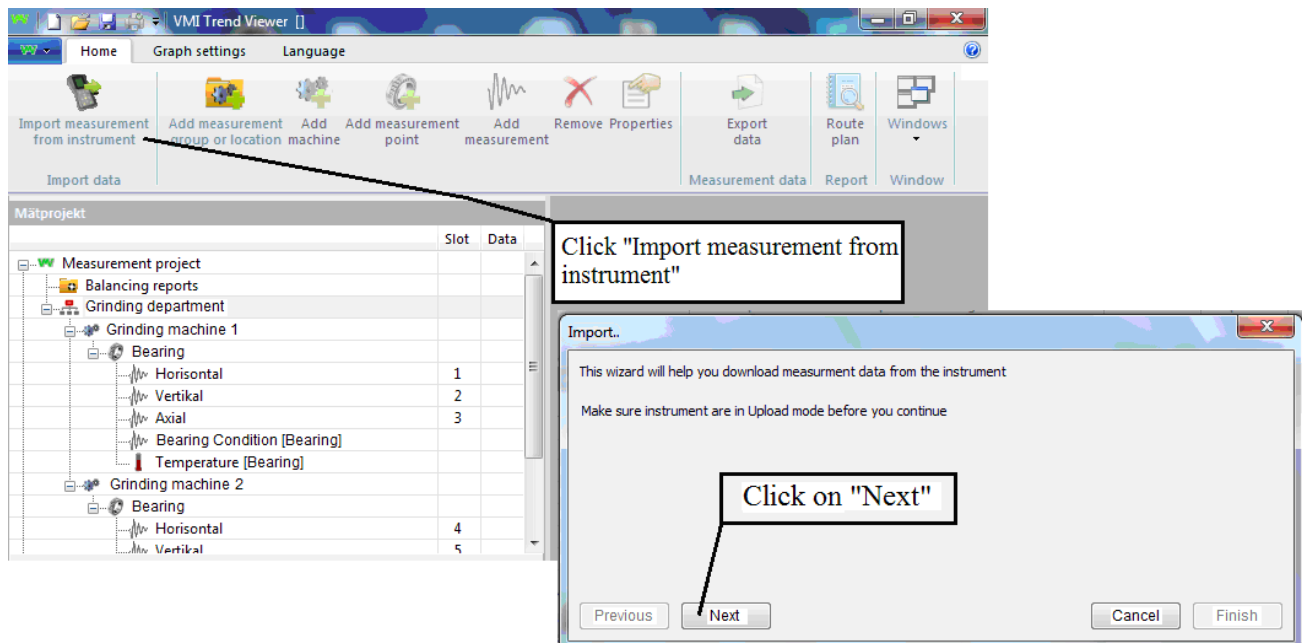 VMI Trend Viewer []
Home Graph settings Language
Import measurement from instrument
Add measurement group or location
Add machine
Add measurement point
Add measurement
Remove
Properties
Export data
Route plan
Windows
Import data
Measurement data
Report
Window
Mätprojekt
Slot Data
Measurement project
Balancing reports
Grinding department
Grinding machine 1
Bearing
Horisontal 1
Vertikal 2
Axial 3
Bearing Condition [Bearing]
Temperature [Bearing]
Grinding machine 2
Bearing
Horisontal 4
Vertikal 5
Click "Import measurement from
instrument"
Import..
This wizard will help you download measurment data from the instrument
Make sure instrument are in Upload mode before you continue
Click on "Next"
Previous Next Cancel Finish